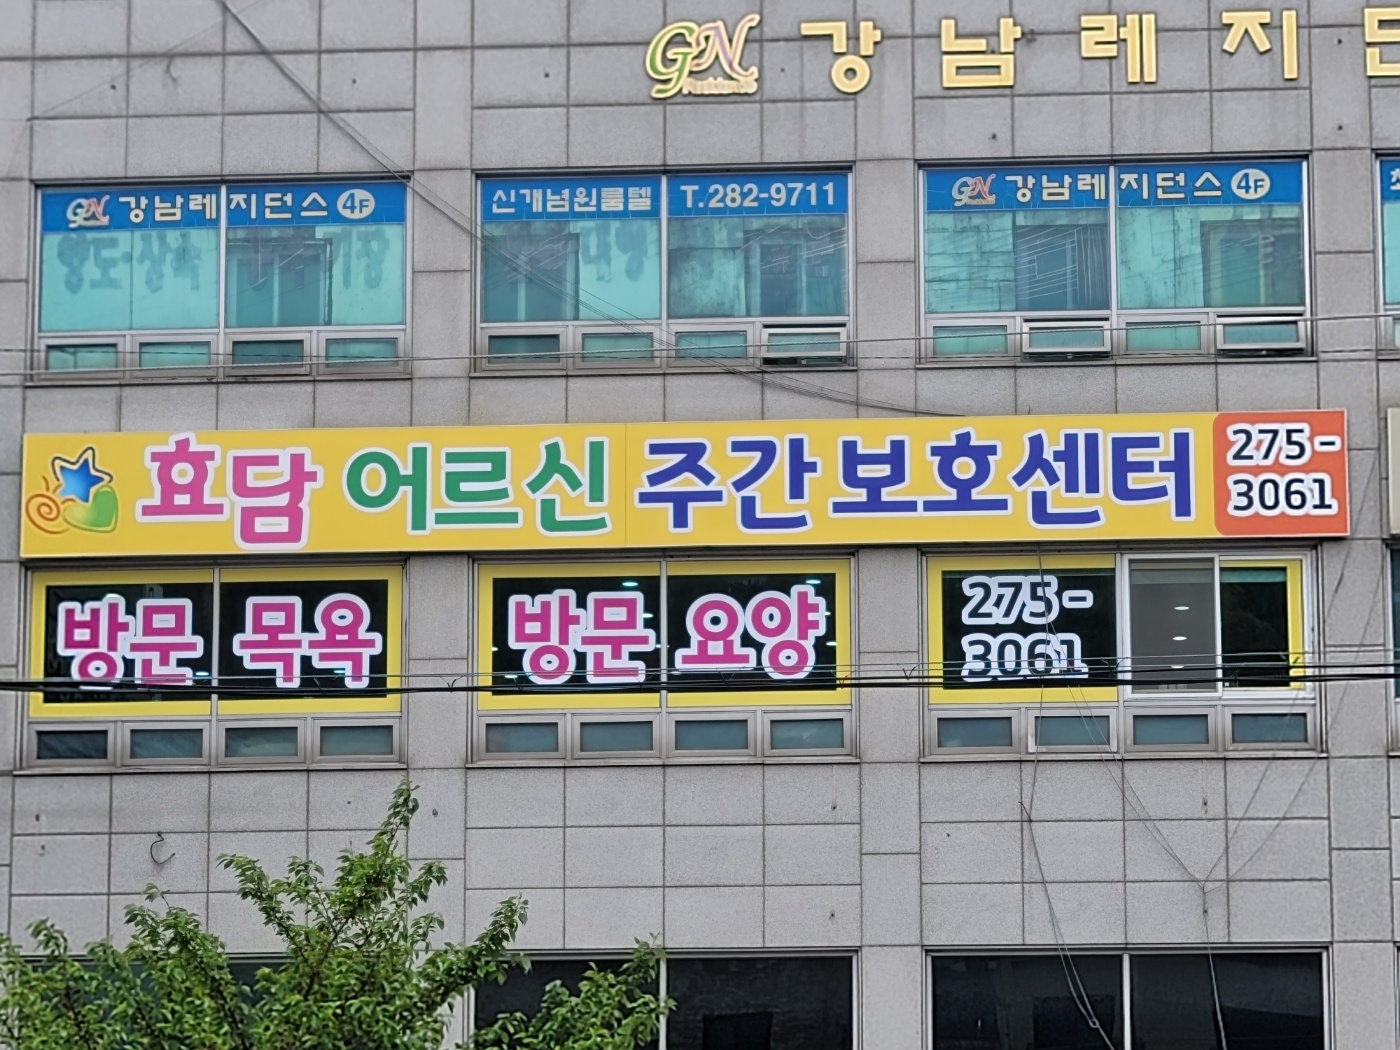 GN 강남레지던
GN 강남레지던스 4F
신개념원룸텔 T.282-9711
GN 강남레지던스 4F
효담 어르신 주간보호센터
275-
3061
방문 목욕
방문 요양
275-
3061